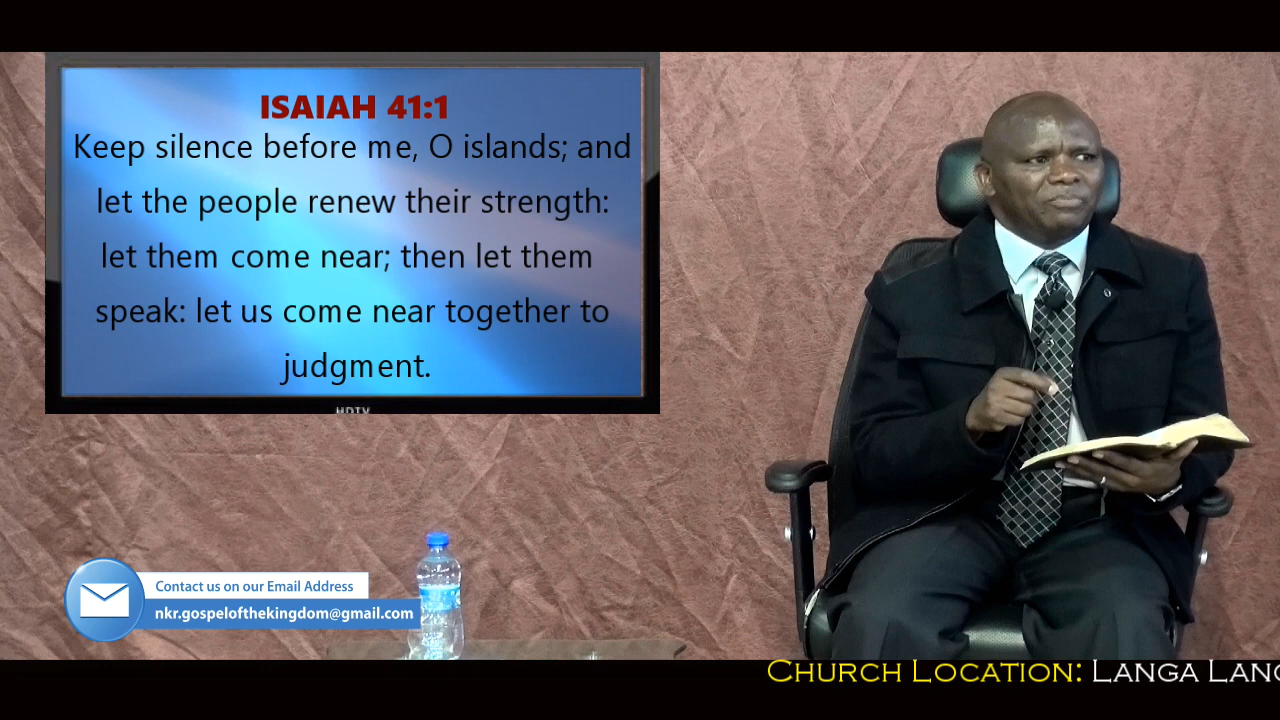 ISAIAH 41:1
Keep silence before me, O islands; and
let the people renew their strength:
let them come near; then let them
speak: let us come near together to
judgment.
HDTV
Contact us on our Email Address
nkr.gospelofthekingdom@gmail.com
CHURCH LOCATION: LANGA